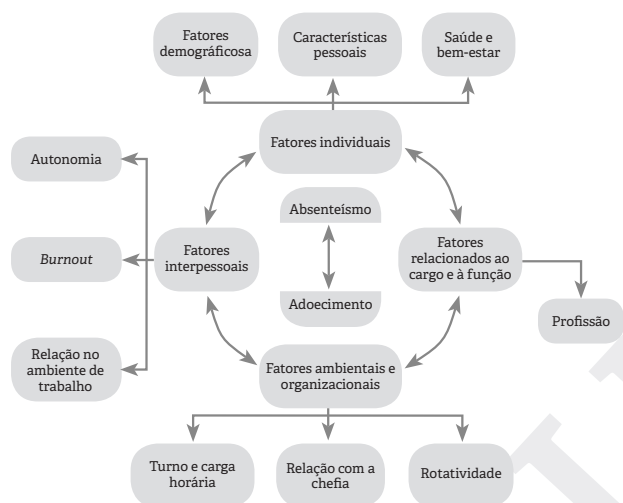 Fatores
demográficosa
Características
pessoais
Saúde e
bem-estar
Fatores individuais
Autonomia
Absenteísmo
Burnout
Fatores
interpessoais
Fatores
relacionados ao
cargo e à função
Adoecimento
Profissão
Relação no
ambiente de
trabalho
Fatores ambientais e
organizacionais
Turno e carga
horária
Relação com a
chefia
Rotatividade